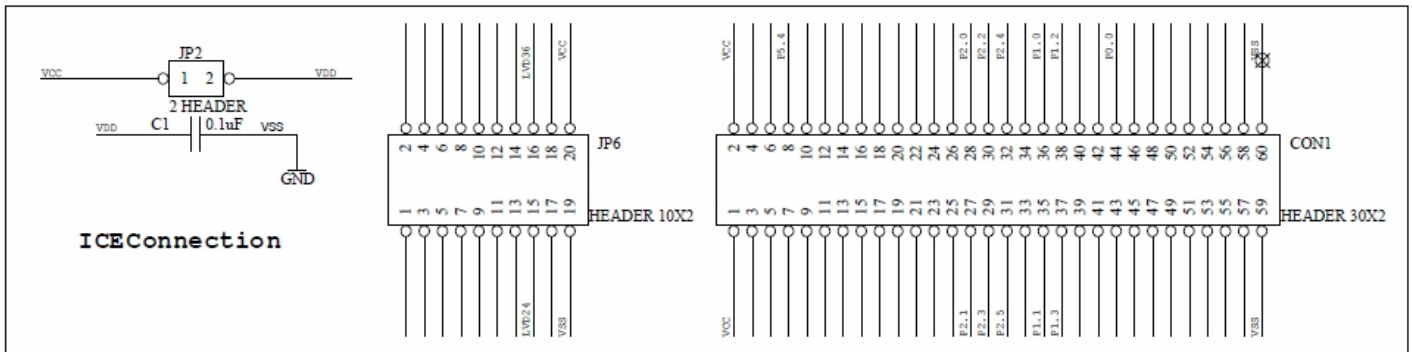 JP2
VCC 1 2 VDD
2 HEADER
VDD C1 0.1uF VSS
GND
ICEConnection
LVD36 VCC
2 4 6 8 10 12 14 16 18 20
JP6
1 3 5 7 9 11 13 15 17 19
HEADER 10X2
LVD24 VSS
VCC P5.4 P2.0 P2.2 P2.4 P1.0 P1.2 P0.0 VSS
2 4 6 8 10 12 14 16 18 20 22 24 26 28 30 32 34 36 38 40 42 44 46 48 50 52 54 56 58 60
CON1
1 3 5 7 9 11 13 15 17 19 21 23 25 27 29 31 33 35 37 39 41 43 45 47 49 51 53 55 57 59
HEADER 30X2
VCC P2.1 P2.3 P2.5 P1.1 P1.3 VSS